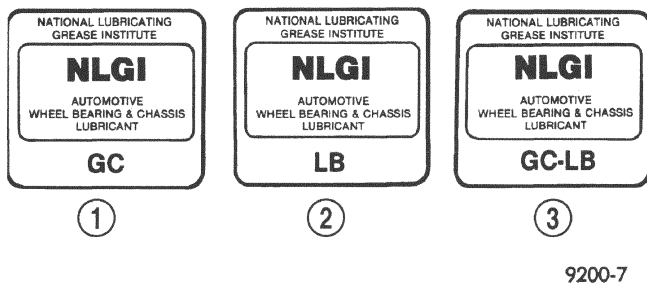 NATIONAL LUBRICATING
GREASE INSTITUTE
NLGI
AUTOMOTIVE
WHEEL BEARING & CHASSIS
LUBRICANT
GC
1
NATIONAL LUBRICATING
GREASE INSTITUTE
NLGI
AUTOMOTIVE
WHEEL BEARING & CHASSIS
LUBRICANT
LB
2
NATIONAL LUBRICATING
GREASE INSTITUTE
NLGI
AUTOMOTIVE
WHEEL BEARING & CHASSIS
LUBRICANT
GC-LB
3
9200-7